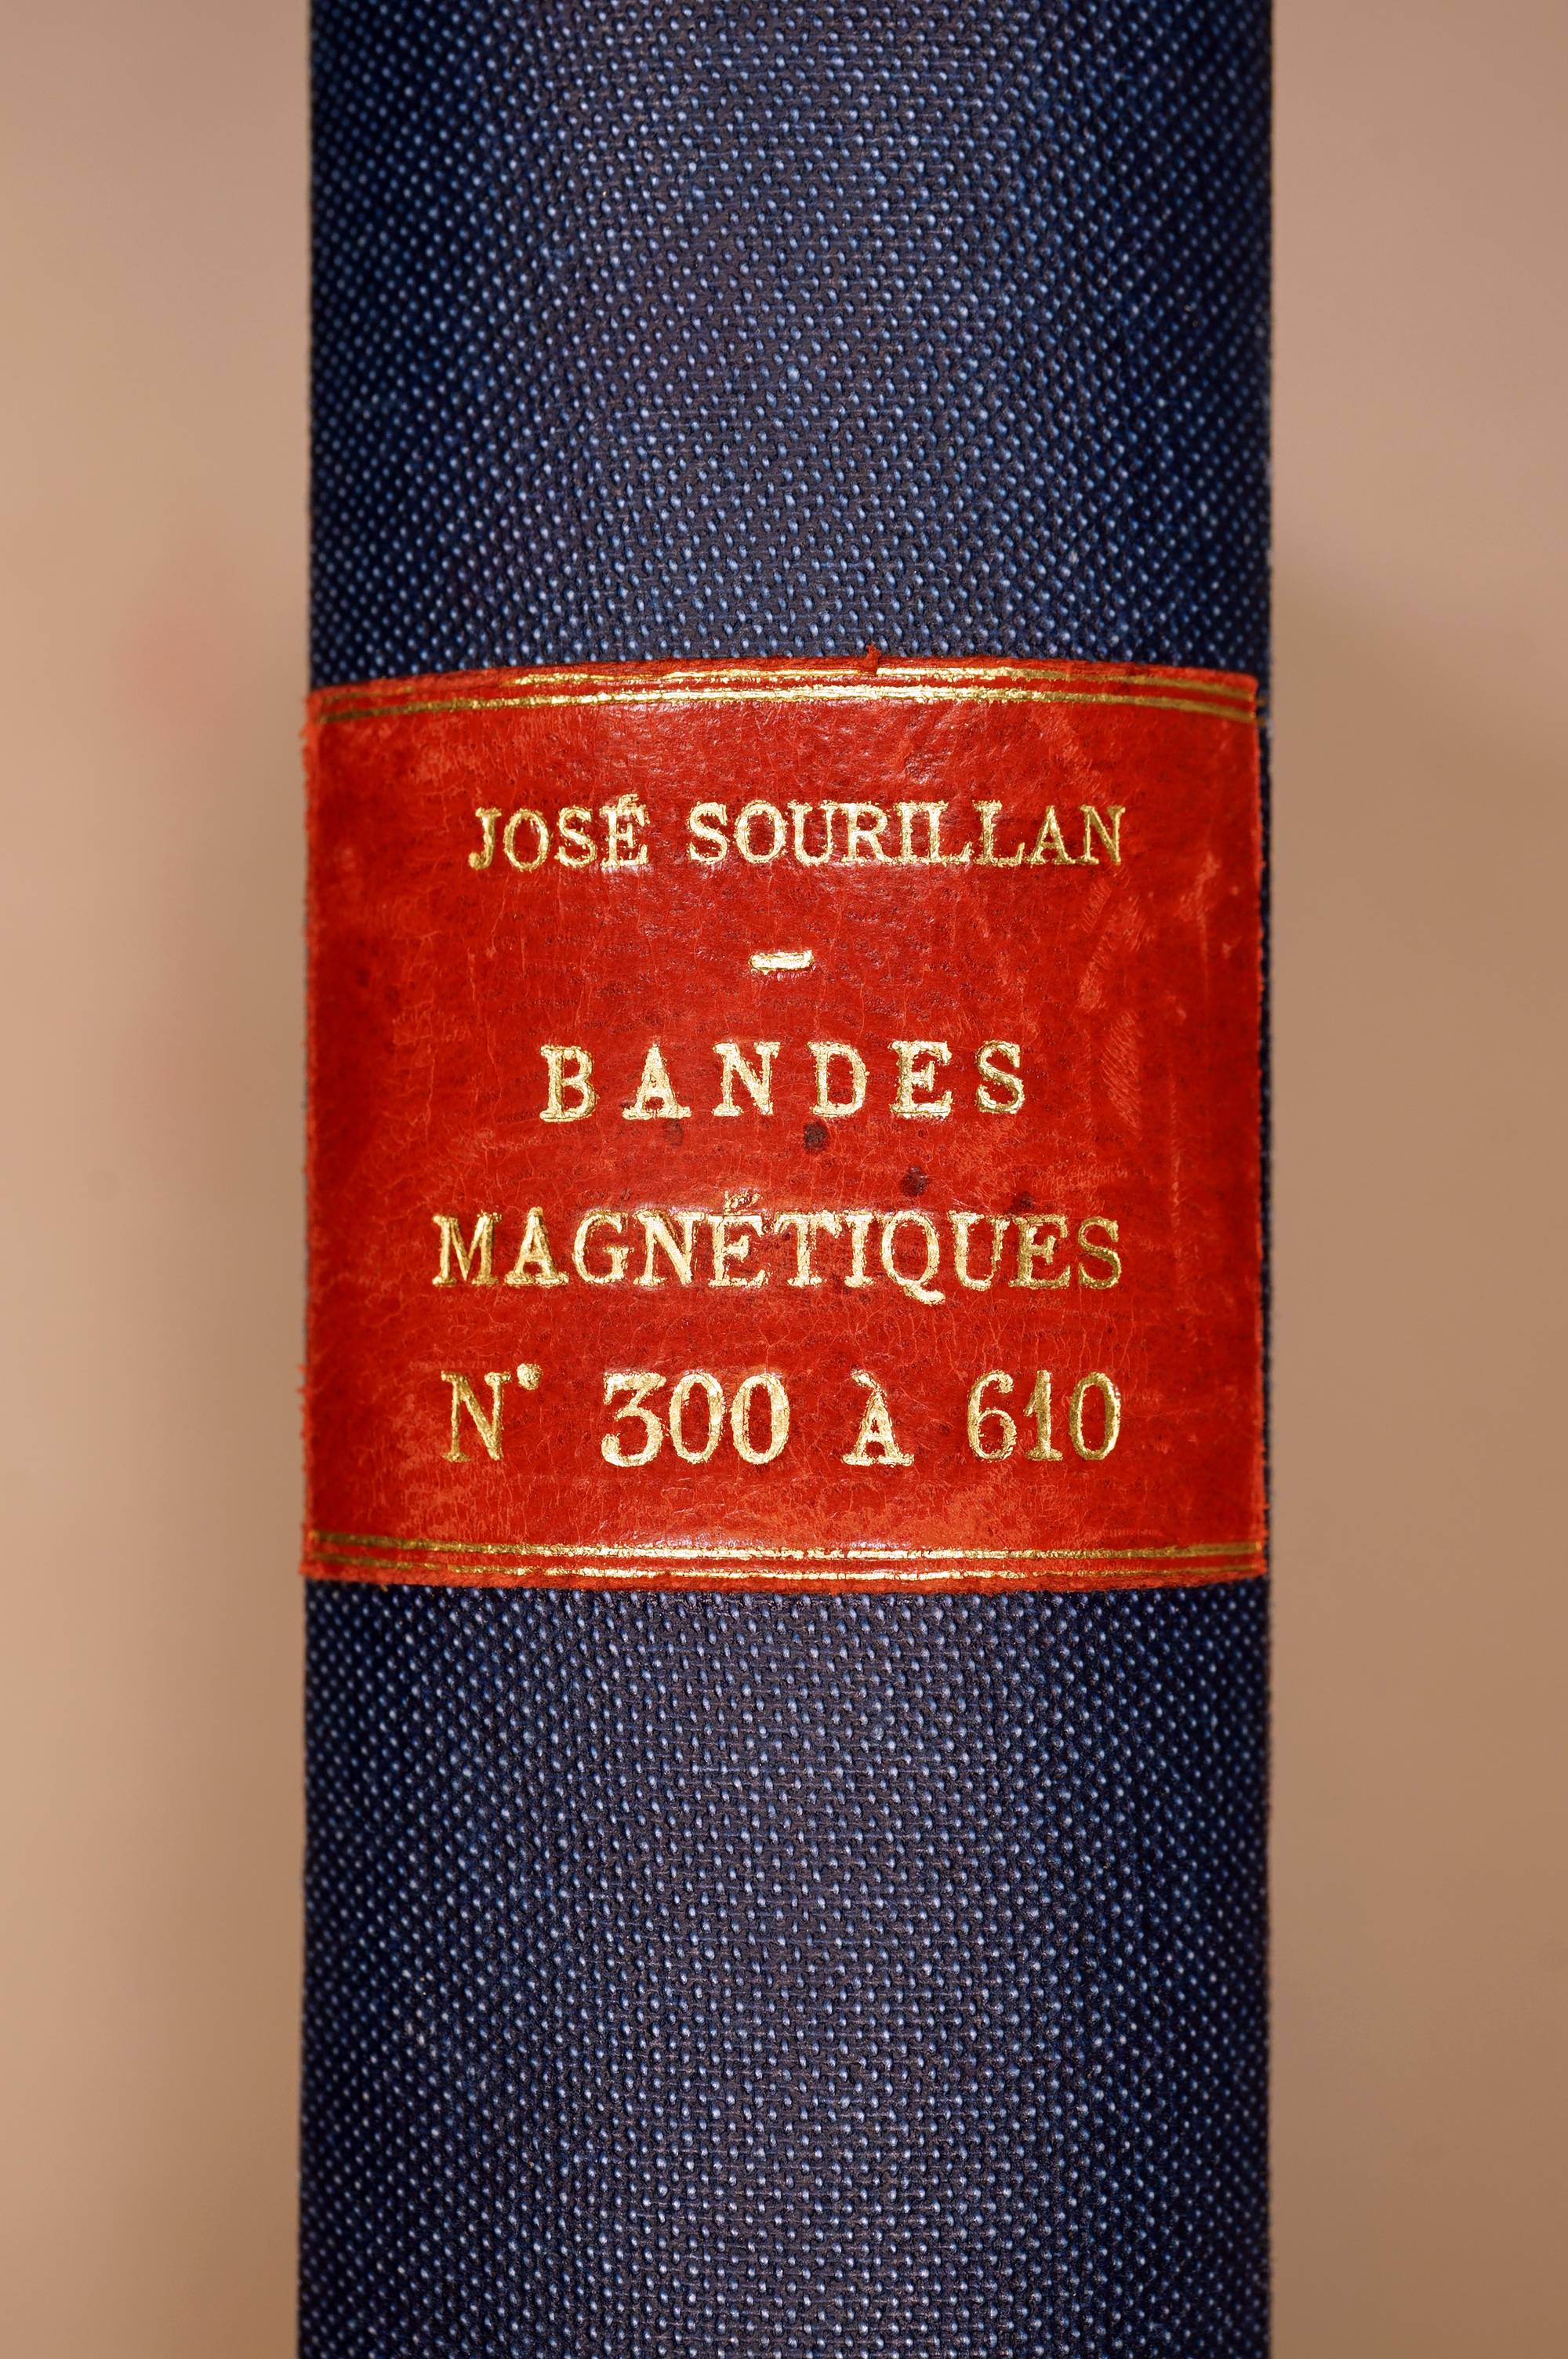 JOSÉ SOURILLAN
-
BANDES
MAGNÉTIQUES
N° 300 À 610